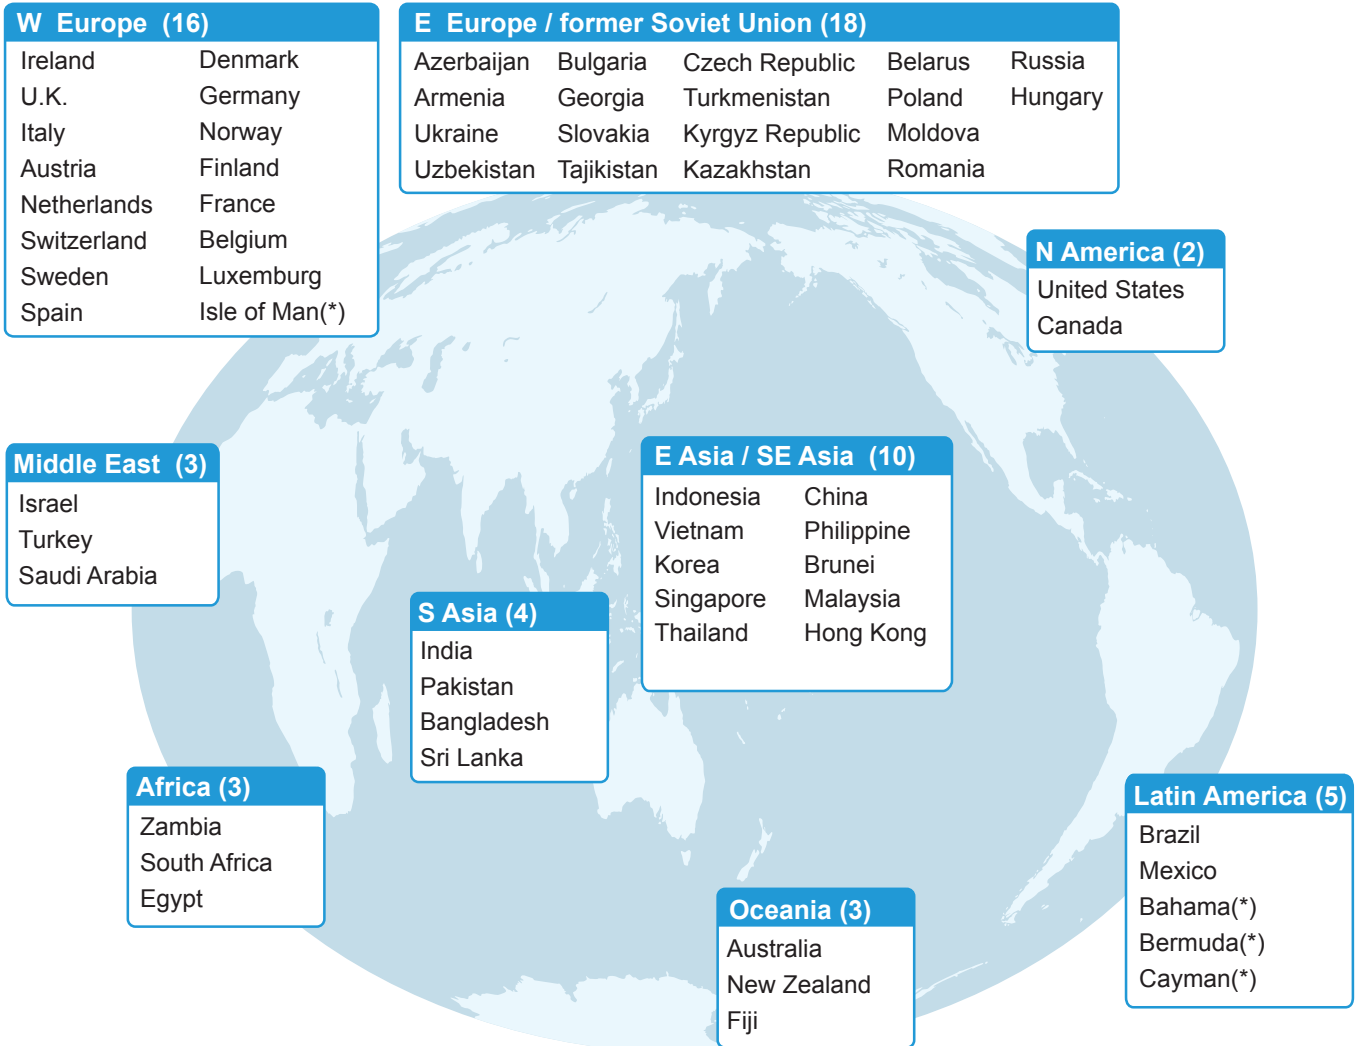 W Europe (16)
Ireland Denmark
U.K. Germany
Italy Norway
Austria Finland
Netherlands France
Switzerland Belgium
Sweden Luxemburg
Spain Isle of Man(*)
E Europe / former Soviet Union (18)
Azerbaijan Bulgaria Czech Republic Belarus Russia
Armenia Georgia Turkmenistan Poland Hungary
Ukraine Slovakia Kyrgyz Republic Moldova
Uzbekistan Tajikistan Kazakhstan Romania
N America (2)
United States
Canada
Middle East (3)
Israel
Turkey
Saudi Arabia
E Asia / SE Asia (10)
Indonesia China
Vietnam Philippine
Korea Brunei
Singapore Malaysia
Thailand Hong Kong
S Asia (4)
India
Pakistan
Bangladesh
Sri Lanka
Africa (3)
Zambia
South Africa
Egypt
Latin America (5)
Brazil
Mexico
Bahama(*)
Bermuda(*)
Cayman(*)
Oceania (3)
Australia
New Zealand
Fiji